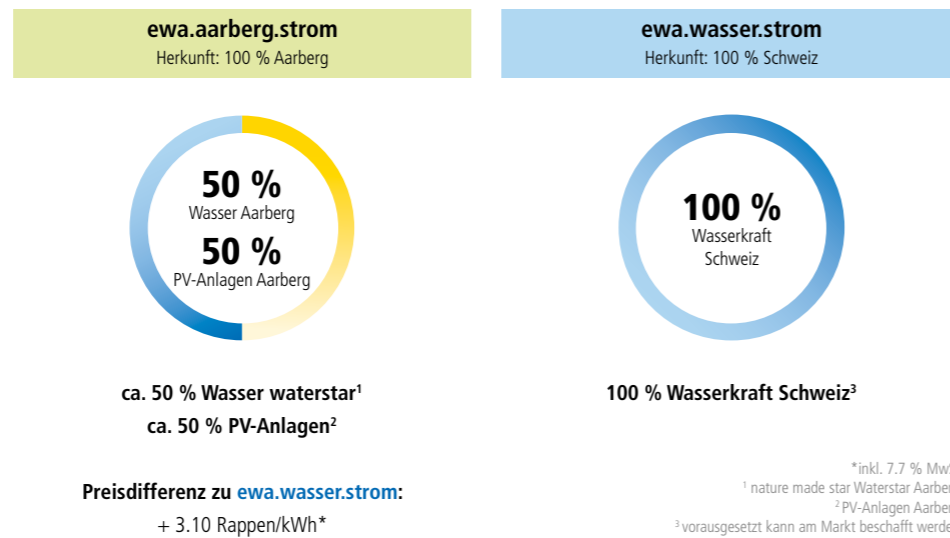 ewa.aarberg.strom
Herkunft: 100 % Aarberg
50 %
Wasser Aarberg
50 %
PV-Anlagen Aarberg
ca. 50 % Wasser waterstar¹
ca. 50 % PV-Anlagen²
Preisdifferenz zu ewa.wasser.strom:
+ 3.10 Rappen/kWh*
ewa.wasser.strom
Herkunft: 100 % Schweiz
100 %
Wasserkraft
Schweiz
100 % Wasserkraft Schweiz³
*inkl. 7.7 %
¹ nature made star Waterstar
² PV-Anlagen
³ vorausgesetzt kann am Markt beschafft